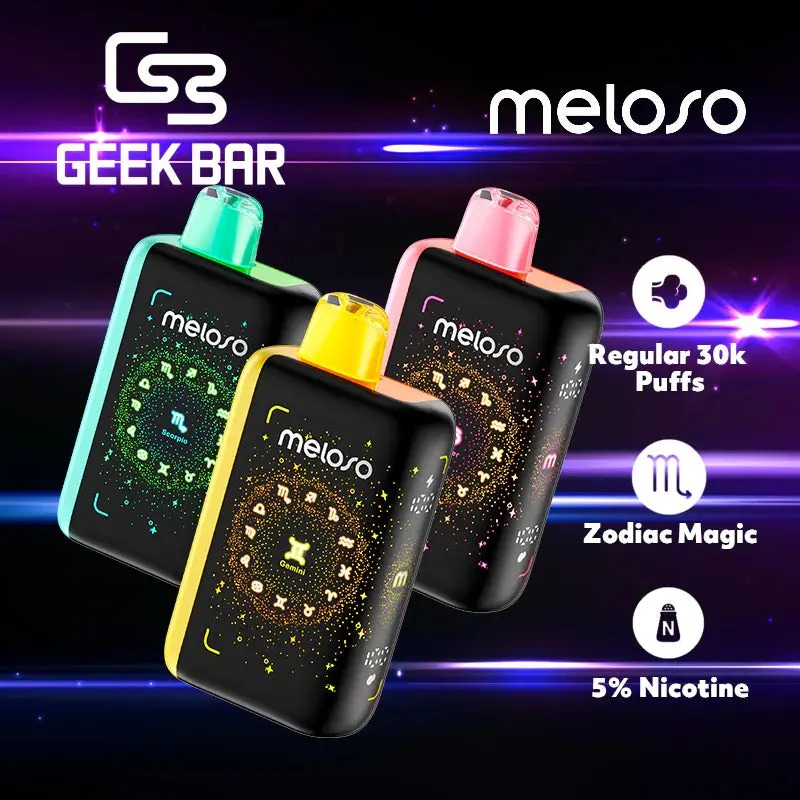 GEEK BAR
meloso
meloso
Scorpio
meloso
Gemini
meloso
Regular 30k
Puffs
Zodiac Magic
N
5% Nicotine